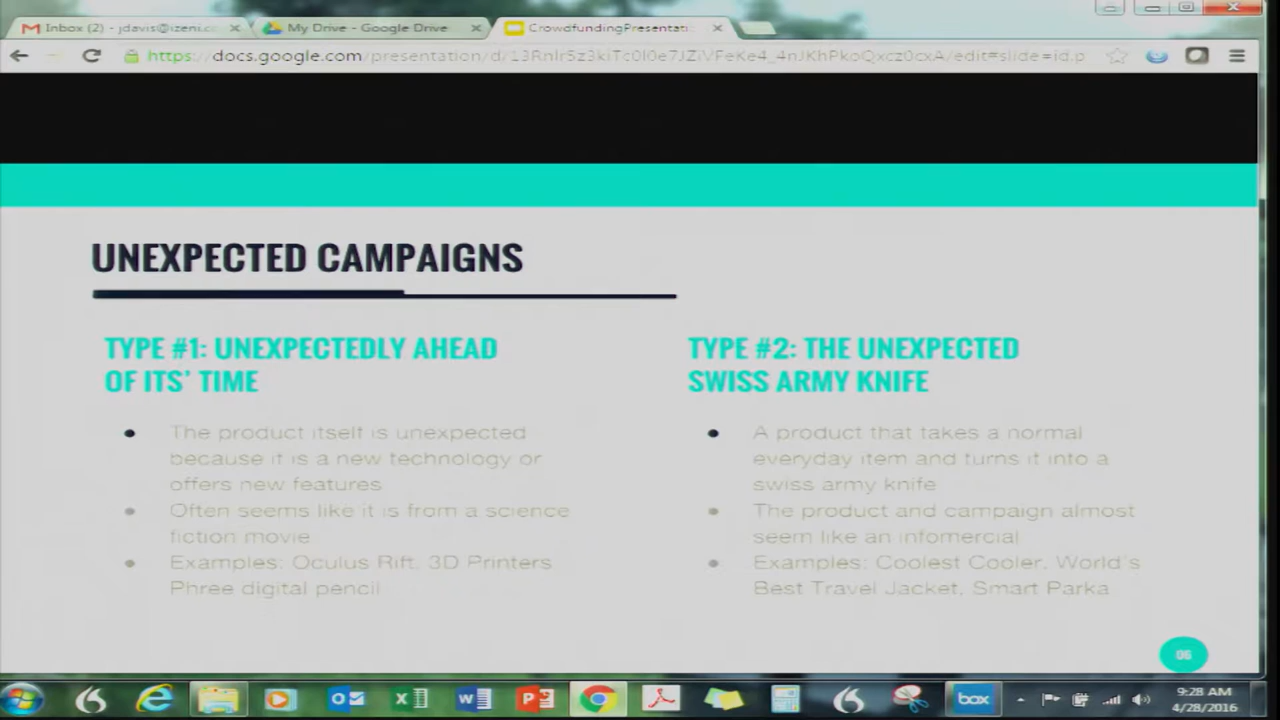 Inbox (2) - jdavis@izeni.c
My Drive - Google Drive
CrowdfundingPresentati
https://docs.google.com/presentation/d/13Rnlr5z3kiTc0l0e7JZiVFeKe4_4nJKhPkoQxcz0cxA/edit#slide=id.p
UNEXPECTED CAMPAIGNS
TYPE #1: UNEXPECTEDLY AHEAD
OF ITS' TIME
The product itself is unexpected
because it is a new technology or
offers new features
Often seems like it is from a science
fiction movie
Examples: Oculus Rift, 3D Printers
Phree digital pencil
TYPE #2: THE UNEXPECTED
SWISS ARMY KNIFE
A product that takes a normal
everyday item and turns it into a
swiss army knife
The product and campaign almost
seem like an infomercial
Examples: Coolest Cooler, World's
Best Travel Jacket, Smart Parka
06
box
9:28 AM
4/28/2016